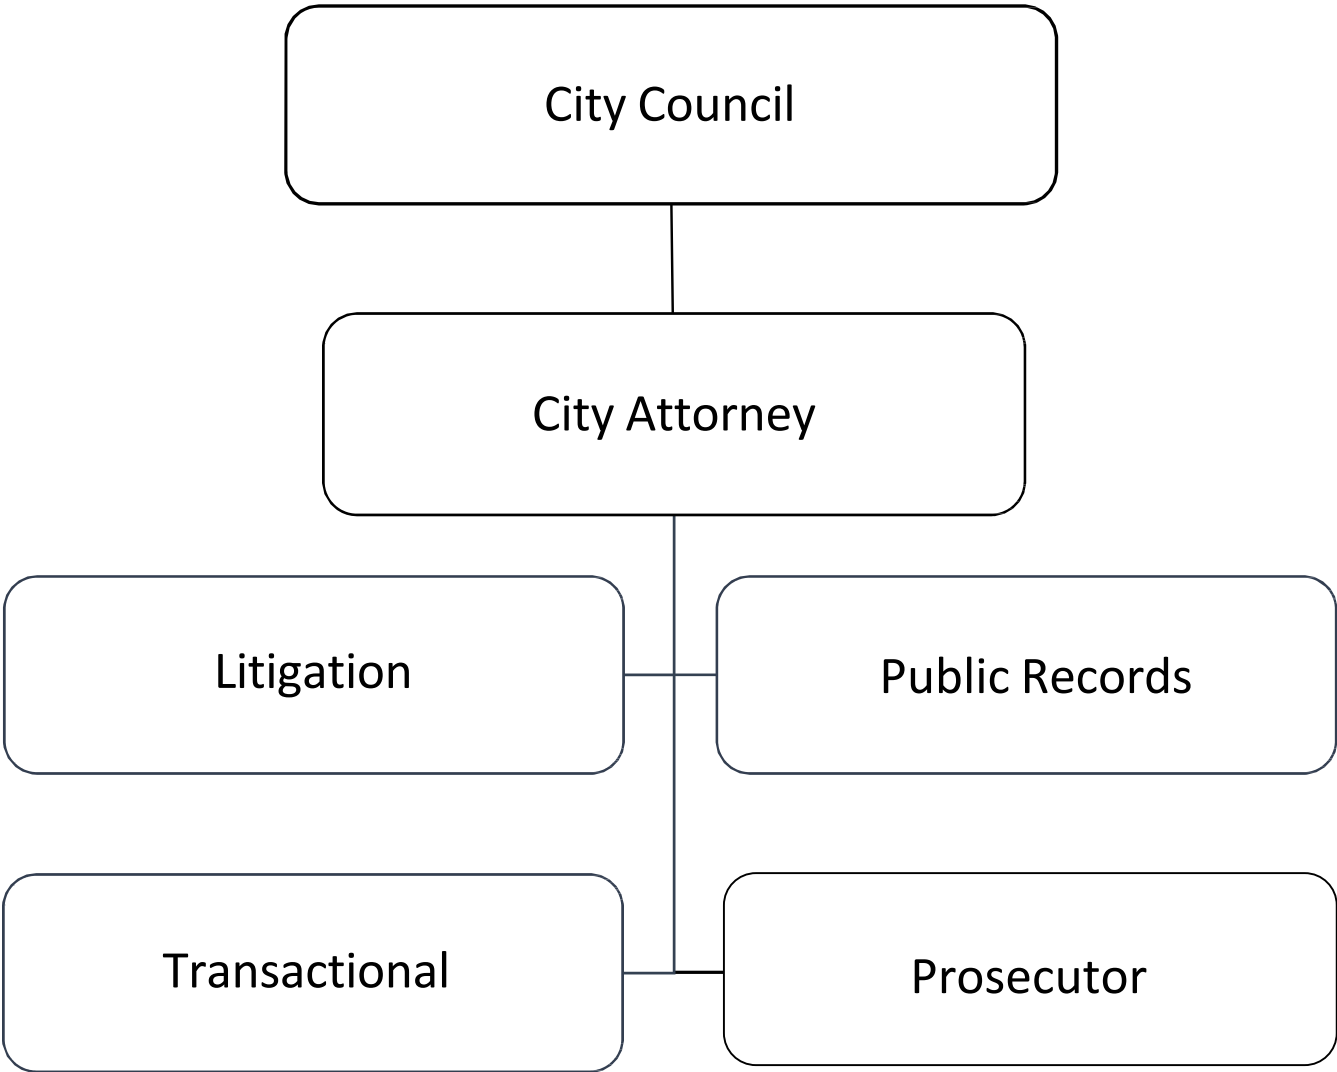 City Council
City Attorney
Litigation
Public Records
Transactional
Prosecutor